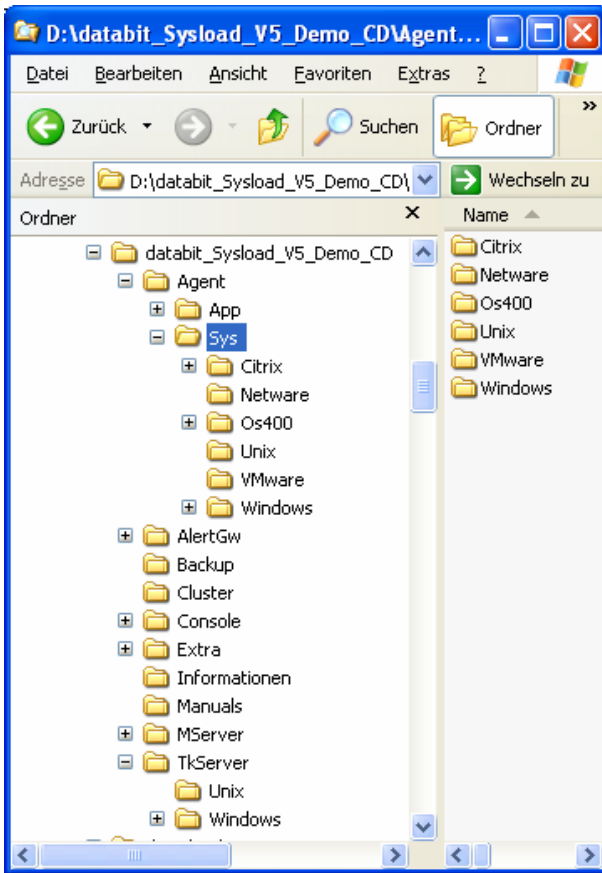 D:\databit_Sysload_V5_Demo_CD\Agent...
Datei Bearbeiten Ansicht Favoriten Extras ?
Zurück Suchen Ordner »
Adresse D:\databit_Sysload_V5_Demo_CD\ Wechseln zu
Ordner x Name
databit_Sysload_V5_Demo_CD
Agent
App
Sys
Citrix
Netware
Os400
Unix
VMware
Windows
AlertGw
Backup
Cluster
Console
Extra
Informationen
Manuals
MServer
TkServer
Unix
Windows
Citrix
Netware
Os400
Unix
VMware
Windows